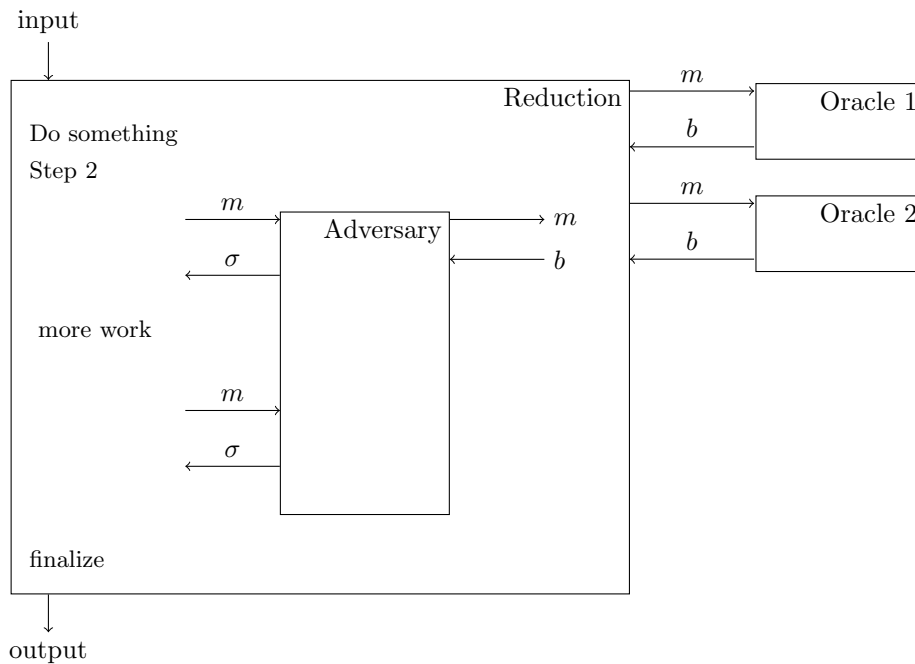 input
Reduction
m
Oracle 1
b
Do something
Step 2
m
Oracle 2
b
m
Adversary
m
σ
b
more work
m
σ
finalize
output